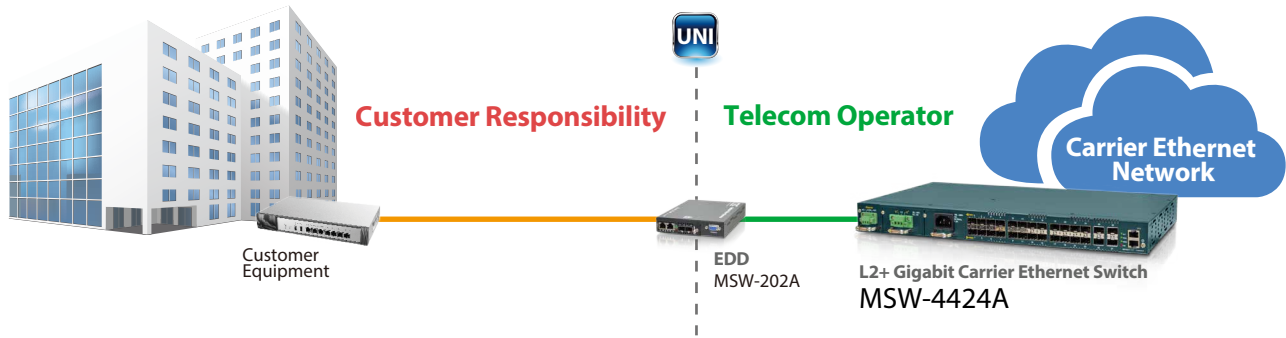 UNI
Customer Responsibility
Telecom Operator
Carrier Ethernet
Network
Customer
Equipment
EDD
MSW-202A
L2+ Gigabit Carrier Ethernet Switch
MSW-4424A